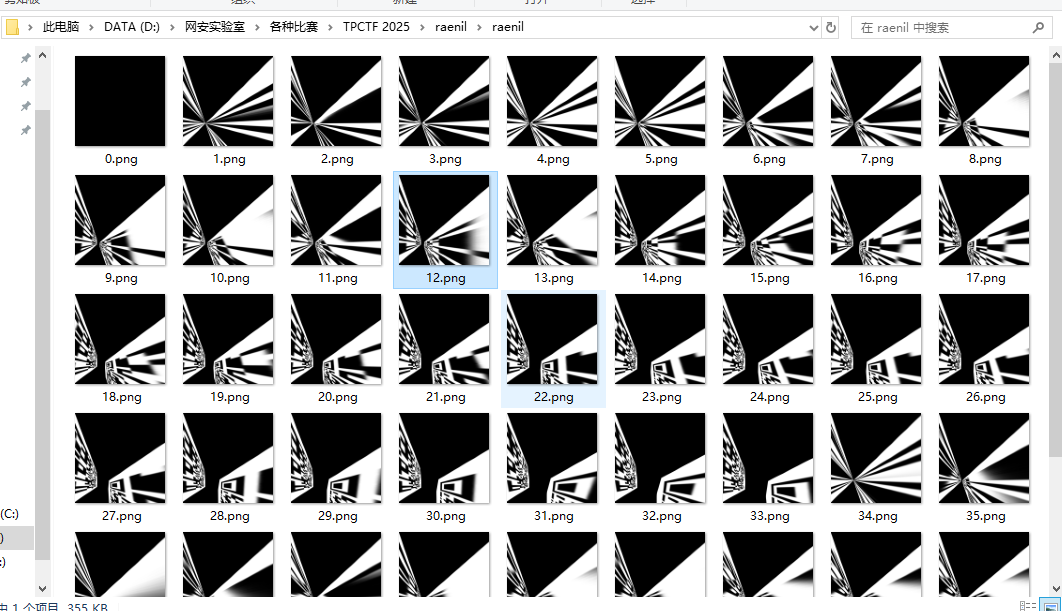 剪贴板 组织 新建 打开 选择
此电脑 › DATA (D:) › 网安实验室 › 各种比赛 › TPCTF 2025 › raenil › raenil
在 raenil 中搜索
0.png 1.png 2.png 3.png 4.png 5.png 6.png 7.png 8.png
9.png 10.png 11.png 12.png 13.png 14.png 15.png 16.png 17.png
18.png 19.png 20.png 21.png 22.png 23.png 24.png 25.png 26.png
27.png 28.png 29.png 30.png 31.png 32.png 33.png 34.png 35.png
(C:)
)
:)
中 1 个项目 355 KB